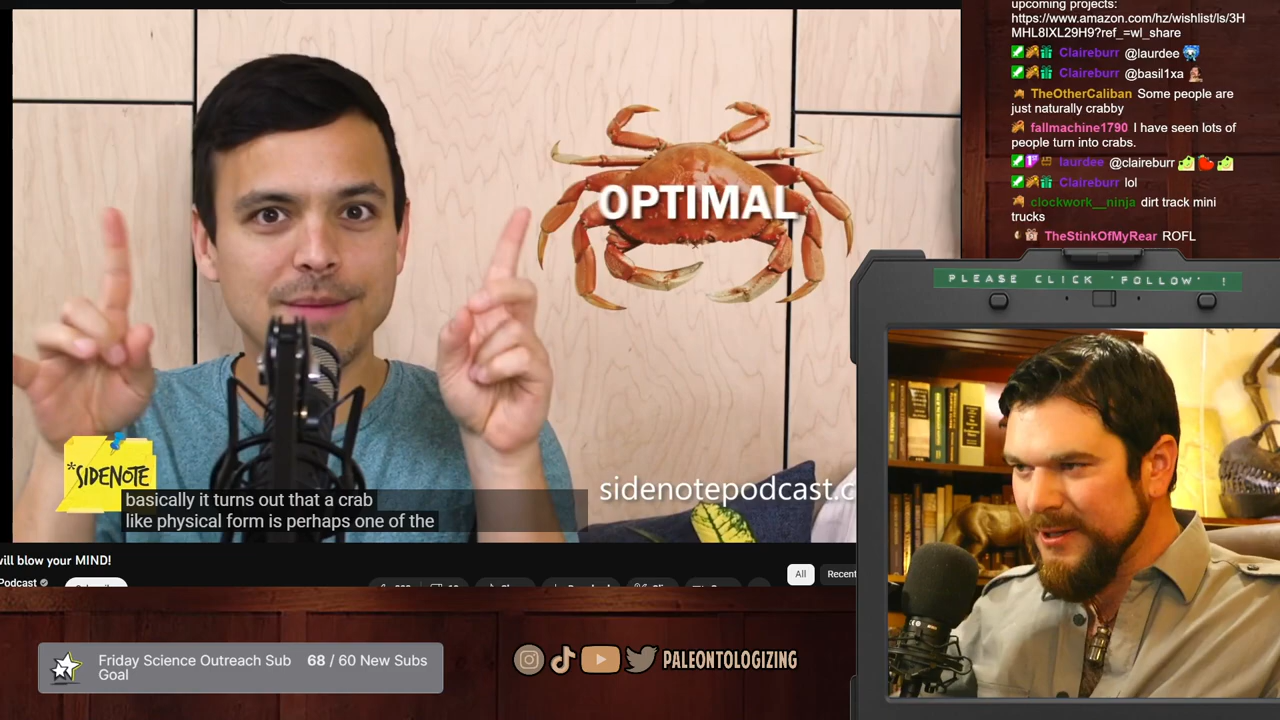 upcoming projects:
https://www.amazon.com/hz/wishlist/ls/3H
MHL8IXL29H9?ref_=wl_share
Claireburr @laurdee
Claireburr @basil1xa
TheOtherCaliban Some people are
just naturally crabby
fallmachine1790 I have seen lots of
people turn into crabs.
laurdee @claireburr
Claireburr lol
clockwork__ninja dirt track mini
trucks
TheStinkOfMyRear ROFL
OPTIMAL
PLEASE CLICK "FOLLOW" !
*SIDENOTE
basically it turns out that a crab
like physical form is perhaps one of the
sidenotepodcast.c
will blow your MIND!
Podcast
All
Recent
Friday Science Outreach Sub
Goal
68 / 60 New Subs
PALEONTOLOGIZING